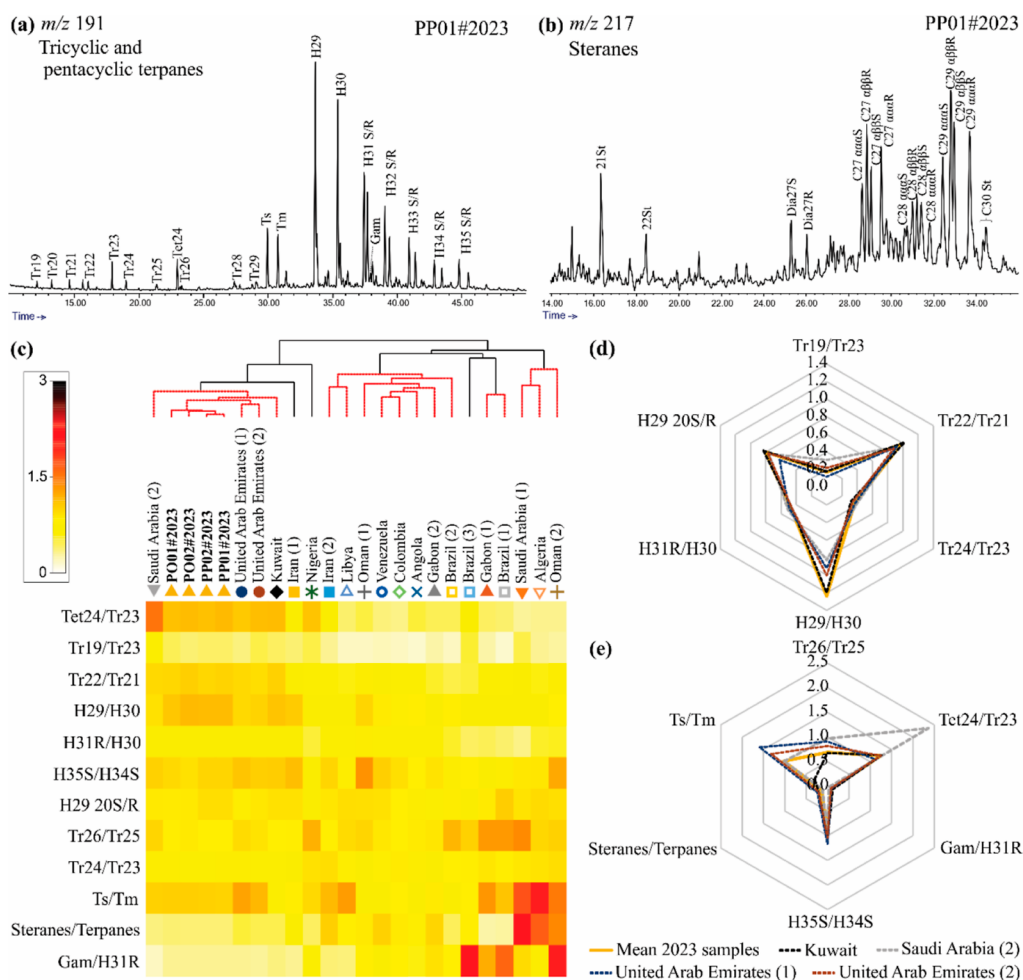 (a) m/z 191
PP01#2023
Tricyclic and
pentacyclic terpanes
H29
H30
H31 S/R
H32 S/R
Gam
H33 S/R
H34 S/R
H35 S/R
Ts
Tm
Tr19
Tr20
Tr21
Tr22
Tr23
Tr24
Tr25
Tet24
Tr26
Tr28
Tr29
20.00
30.00
40.00
45.00
Time->
(b) m/z 217
PP01#2023
Steranes
21St
22St
Dia27S
Dia27R
C27 αααS
C27 αββR
C27 αββS
C27 αααR
C28 αααS
C28 αββR
C28 αββS
C28 αααR
C29 αααS
C29 αββR
C29 αββS
C29 αααR
C30 St
14.00 16.00 18.00 20.00 22.00 24.00 26.00 28.00 30.00 32.00 34.00
Time->
(c)
3
1.5
0
Saudi Arabia (2)
PO01#2023
PO02#2023
PP02#2023
PP01#2023
United Arab Emirates (1)
United Arab Emirates (2)
Kuwait
Iran (1)
Nigeria
Iran (2)
Libya
Oman (1)
Venezuela
Colombia
Angola
Gabon (2)
Brazil (2)
Brazil (3)
Gabon (1)
Brazil (1)
Saudi Arabia (1)
Algeria
Oman (2)
Tet24/Tr23
Tr19/Tr23
Tr22/Tr21
H29/H30
H31R/H30
H35S/H34S
H29 20S/R
Tr26/Tr25
Tr24/Tr23
Ts/Tm
Steranes/Terpanes
Gam/H31R
(d)
Tr19/Tr23
1.4
1.2
1.0
0.8
0.6
0.4
0.2
0.0
H29 20S/R
Tr22/Tr21
H31R/H30
Tr24/Tr23
H29/H30
(e)
Tr26/Tr25
2.5
2.0
1.5
1.0
0.5
0.0
Ts/Tm
Tet24/Tr23
Steranes/Terpanes
Gam/H31R
H35S/H34S
Mean 2023 samples
Kuwait
Saudi Arabia (2)
United Arab Emirates (1)
United Arab Emirates (2)